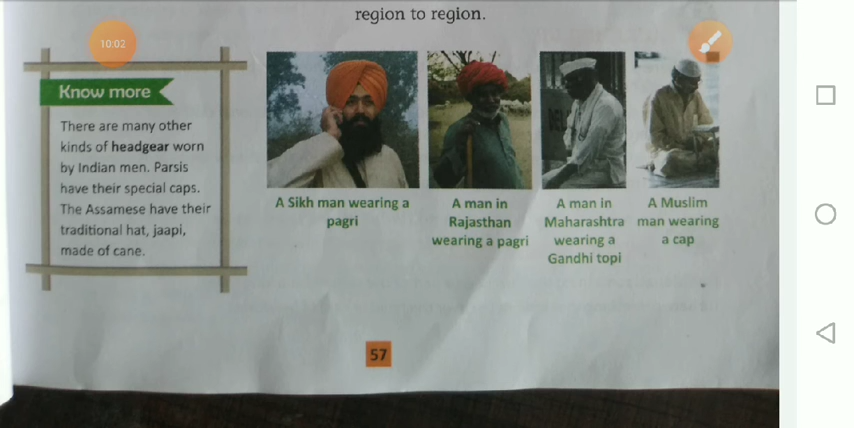 region to region.
10:02
Know more
There are many other
kinds of headgear worn
by Indian men. Parsis
have their special caps.
The Assamese have their
traditional hat, jaapi,
made of cane.
A Sikh man wearing a
pagri
A man in
Rajasthan
wearing a pagri
A man in
Maharashtra
wearing a
Gandhi topi
A Muslim
man wearing
a cap
57